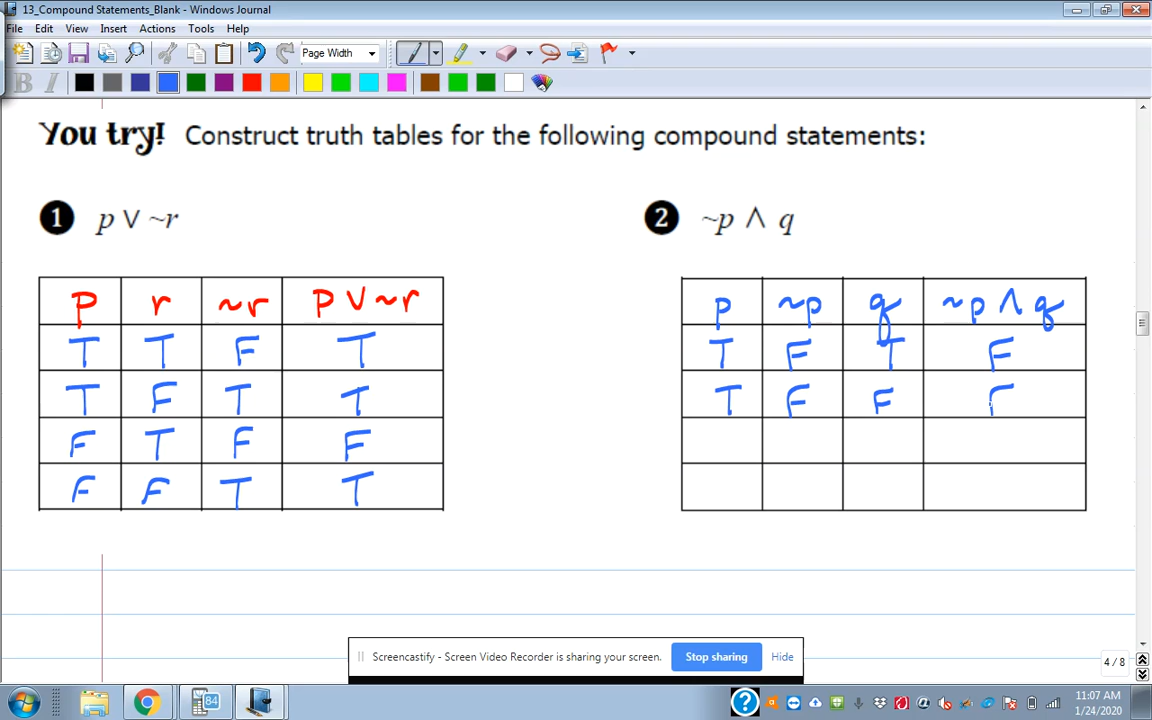 13_Compound Statements_Blank - Windows Journal
File Edit View Insert Actions Tools Help
Page Width
B I
You try! Construct truth tables for the following compound statements:
1 p ∨ ~r
2 ~p ∧ q
p r ~r p ∨ ~r
T T F T
T F T T
F T F F
F F T T
p ~p q ~p ∧ q
T F T F
T F F F
Screencastify - Screen Video Recorder is sharing your screen. Stop sharing Hide
4 / 8
84
11:07 AM
1/24/2020